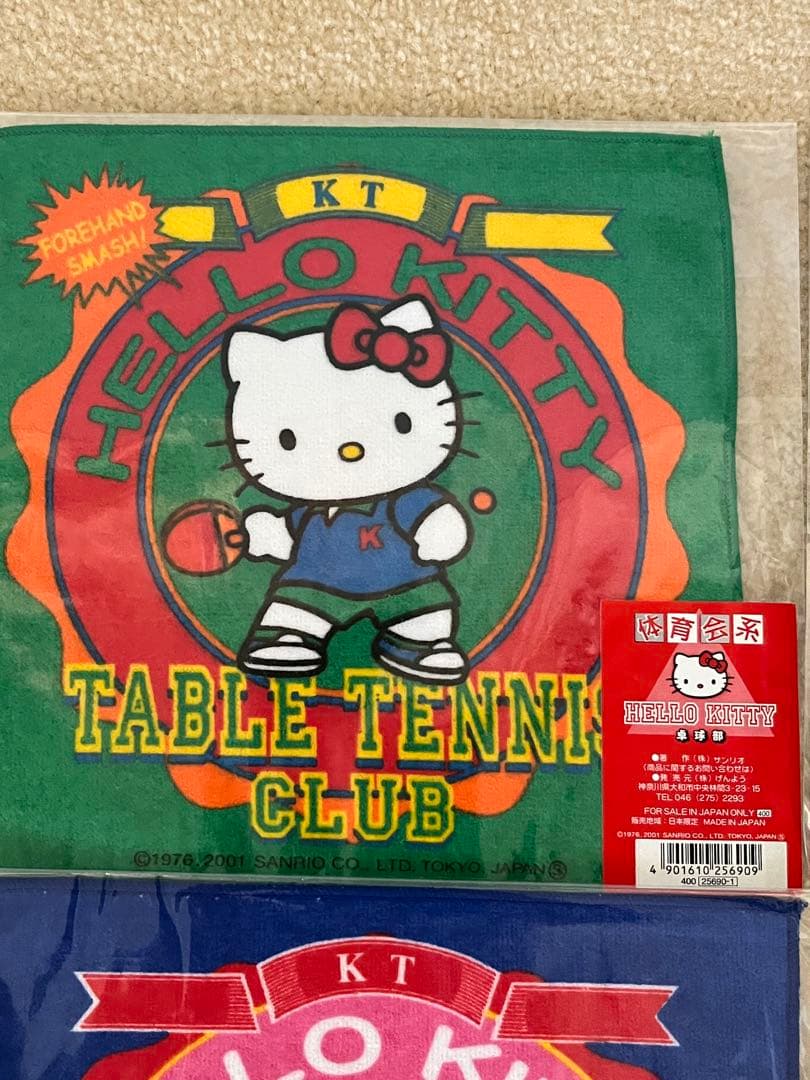 KT
FOREHAND
SMASH!
HELLO KITTY
K
TABLE TENNIS
CLUB
©1976, 2001 SANRIO CO., LTD. TOKYO, JAPAN Ⓢ
体育会系
HELLO KITTY
卓球部
●著 作(株)サンリオ
(商品に関するお問い合わせは)
●発 売 元(株)げんよう
神奈川県大和市中央林間3-23-15
TEL 046 (275) 2293
FOR SALE IN JAPAN ONLY 400
販売地域:日本限定 MADE IN JAPAN
©1976, 2001 SANRIO CO., LTD. TOKYO, JAPAN Ⓢ
4 901610 256909
400 25690-1
KT
LLO KI